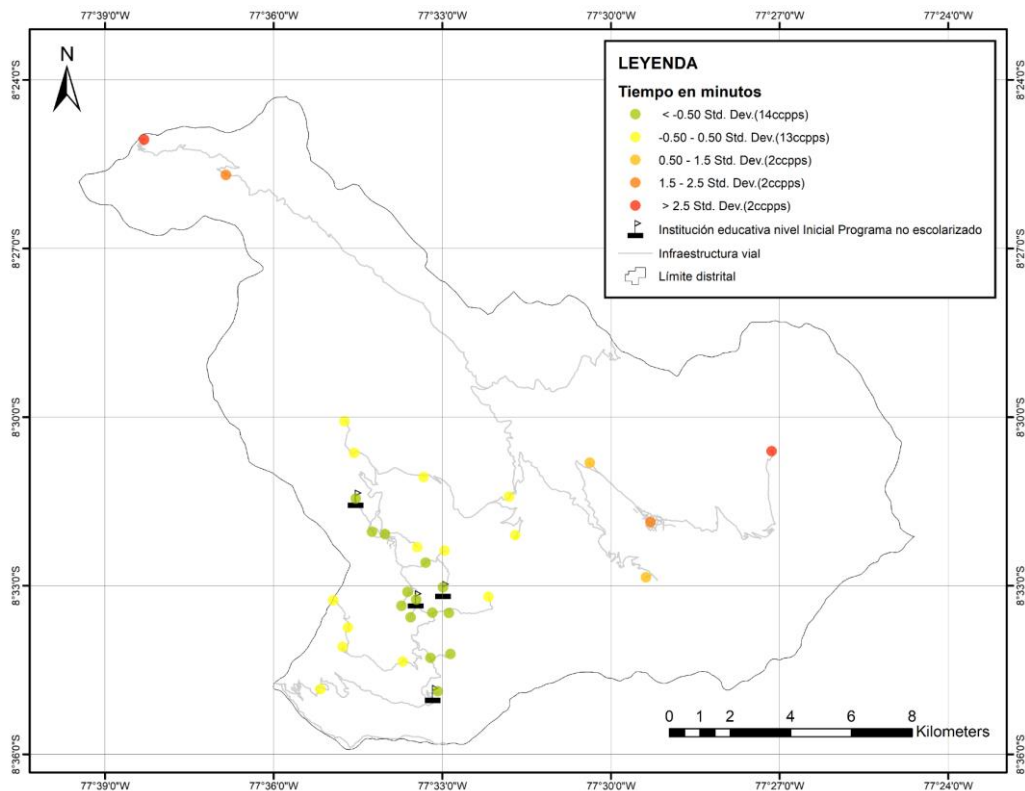 77°39'0"W 77°36'0"W 77°33'0"W 77°30'0"W 77°27'0"W 77°24'0"W
N
LEYENDA
Tiempo en minutos
< -0.50 Std. Dev.(14ccpps)
-0.50 - 0.50 Std. Dev.(13ccpps)
0.50 - 1.5 Std. Dev.(2ccpps)
1.5 - 2.5 Std. Dev.(2ccpps)
> 2.5 Std. Dev.(2ccpps)
Institución educativa nivel Inicial Programa no escolarizado
Infraestructura vial
Límite distrital
8°24'0"S 8°24'0"S
8°27'0"S 8°27'0"S
8°30'0"S 8°30'0"S
8°33'0"S 8°33'0"S
8°36'0"S 8°36'0"S
0 1 2 4 6 8
Kilometers
77°39'0"W 77°36'0"W 77°33'0"W 77°30'0"W 77°27'0"W 77°24'0"W